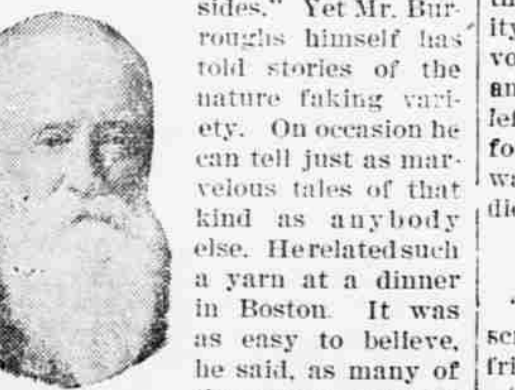 sides." Yet Mr. Bur-
roughs himself has
told stories of the
nature faking vari-
ety. On occasion he
can tell just as mar-
velous tales of that
kind as anybody
else. He related such
a yarn at a dinner
in Boston. It was
as easy to believe,
he said, as many of